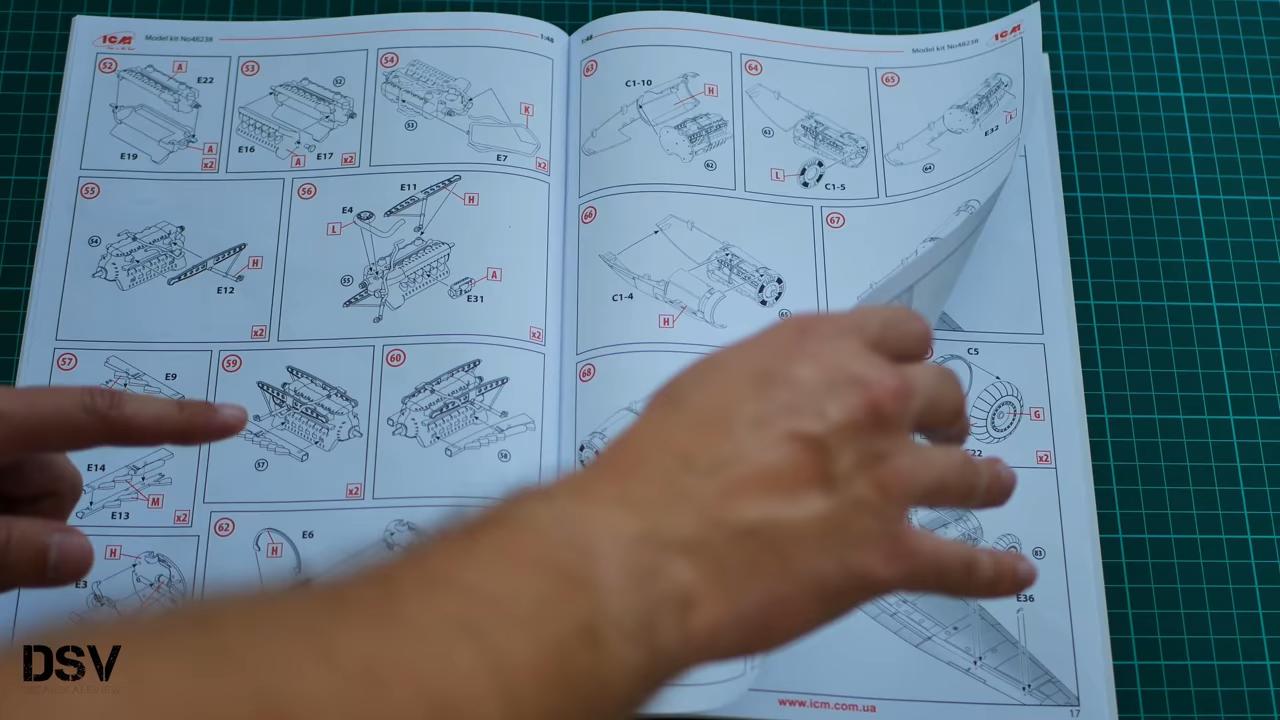 ICM
Model kit No48238
1:48
52
A
E22
E19
A
x2
53
52
E16
A
E17
x2
54
53
K
E7
x2
55
54
H
E12
x2
56
E11
H
E4
L
55
A
E31
x2
57
E9
E14
M
E13
x2
59
57
x2
60
58
H
E3
62
H
E6
1:48
Model kit No48238
ICM
63
C1-10
H
62
64
63
L
C1-5
65
E32
64
66
C1-4
H
65
67
68
C5
G
C22
x2
83
E36
www.icm.com.ua
17
DSV